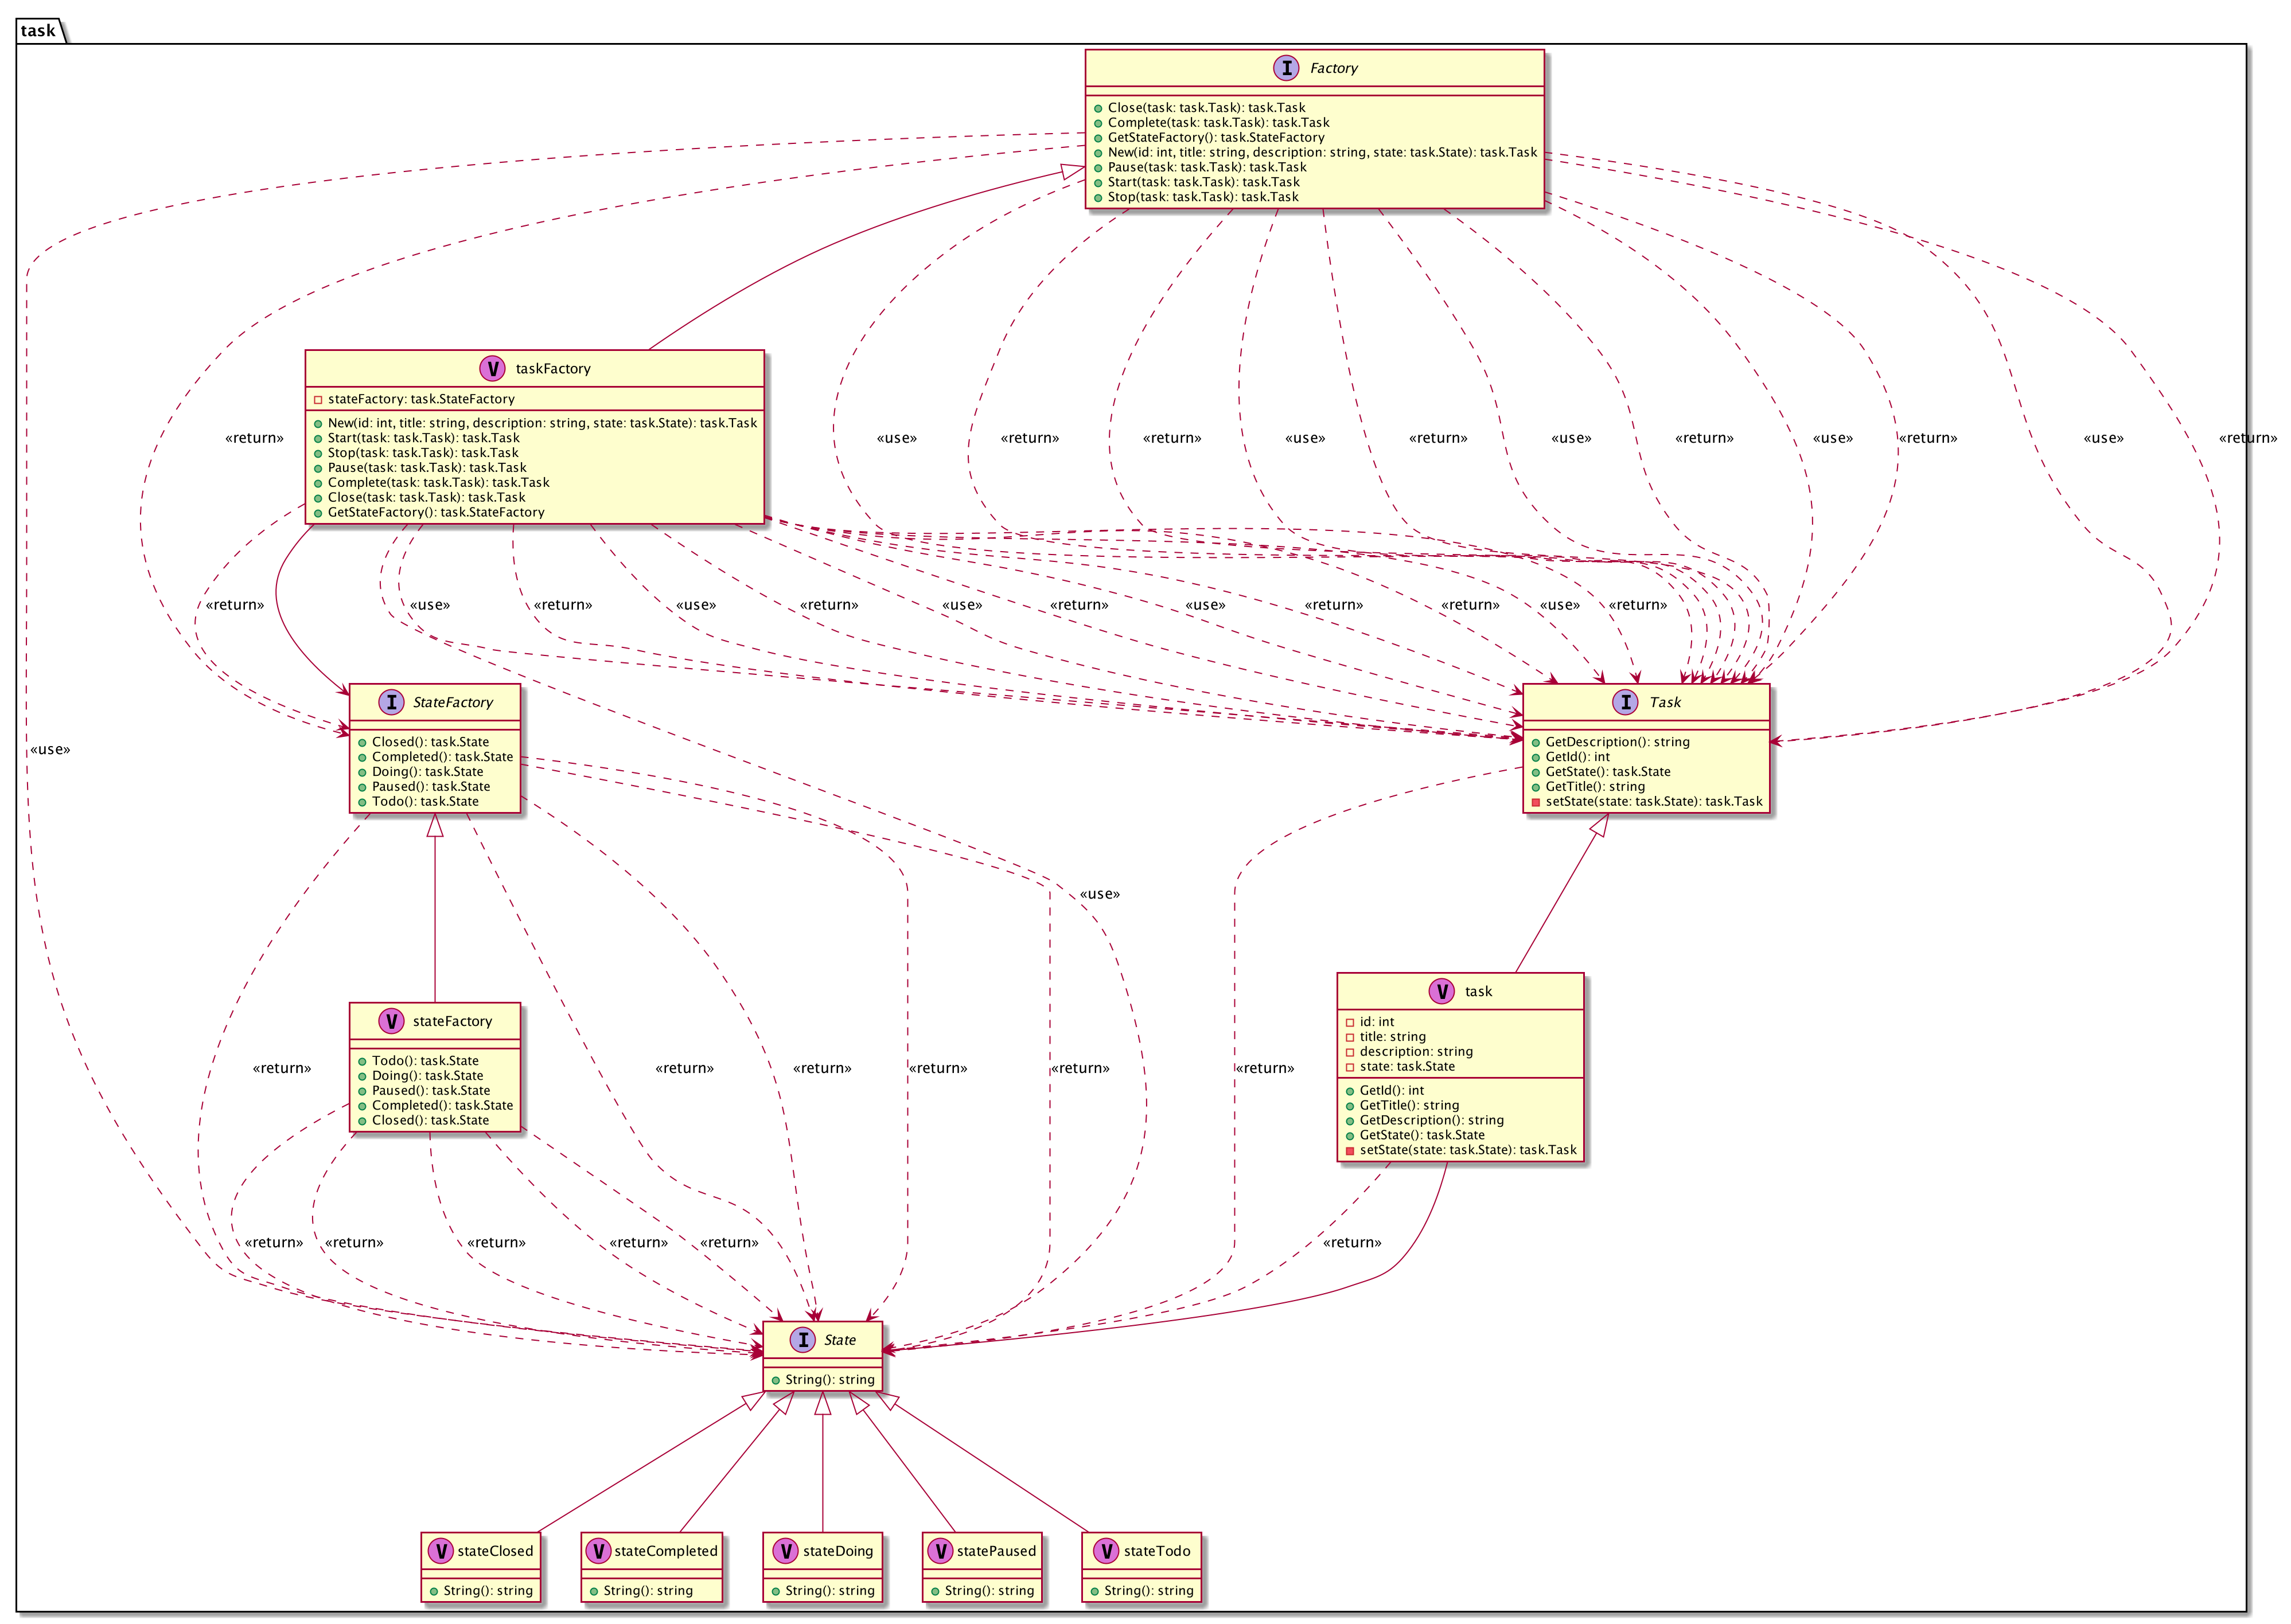 task
I Factory
Close(task: task.Task): task.Task
Complete(task: task.Task): task.Task
GetStateFactory(): task.StateFactory
New(id: int, title: string, description: string, state: task.State): task.Task
Pause(task: task.Task): task.Task
Start(task: task.Task): task.Task
Stop(task: task.Task): task.Task
V taskFactory
stateFactory: task.StateFactory
New(id: int, title: string, description: string, state: task.State): task.Task
Start(task: task.Task): task.Task
Stop(task: task.Task): task.Task
Pause(task: task.Task): task.Task
Complete(task: task.Task): task.Task
Close(task: task.Task): task.Task
GetStateFactory(): task.StateFactory
«return»
«use»
«return»
«return»
«use»
«return»
«use»
«return»
«use»
«return»
«use»
«return»
«return»
«use»
«return»
«use»
«return»
«use»
«return»
«use»
«return»
«return»
«use»
«return»
I StateFactory
Closed(): task.State
Completed(): task.State
Doing(): task.State
Paused(): task.State
Todo(): task.State
I Task
GetDescription(): string
GetId(): int
GetState(): task.State
GetTitle(): string
setState(state: task.State): task.Task
«use»
«use»
V stateFactory
Todo(): task.State
Doing(): task.State
Paused(): task.State
Completed(): task.State
Closed(): task.State
V task
id: int
title: string
description: string
state: task.State
GetId(): int
GetTitle(): string
GetDescription(): string
GetState(): task.State
setState(state: task.State): task.Task
«return»
«return»
«return»
«return»
«return»
«return»
«return»
«return»
«return»
«return»
«return»
«return»
I State
String(): string
V stateClosed
String(): string
V stateCompleted
String(): string
V stateDoing
String(): string
V statePaused
String(): string
V stateTodo
String(): string